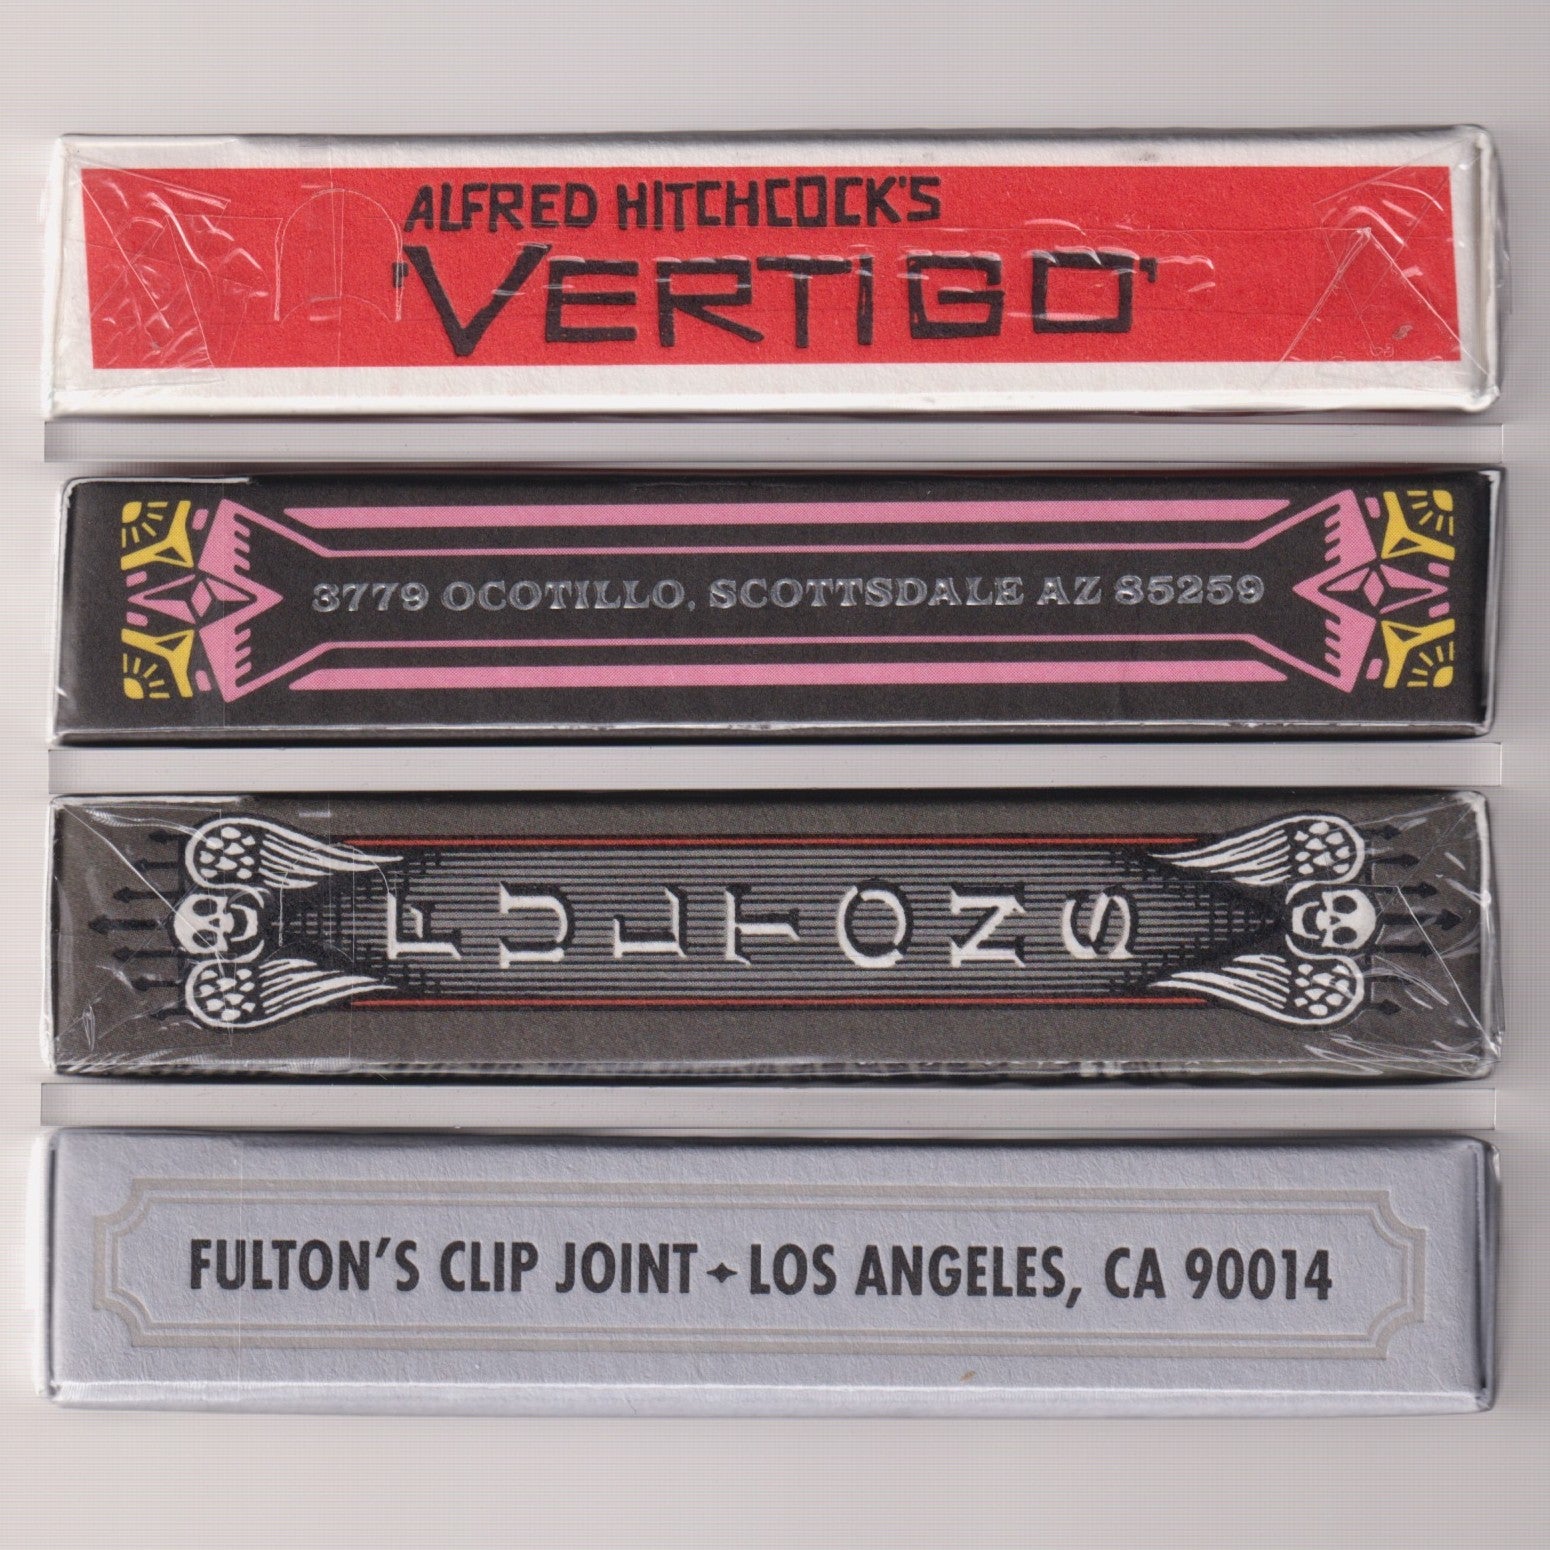 ALFRED HITCHCOCK'S
'VERTIGO'
3779 OCOTILLO, SCOTTSDALE AZ 85259
FULTONS
FULTON'S CLIP JOINT ✦ LOS ANGELES, CA 90014